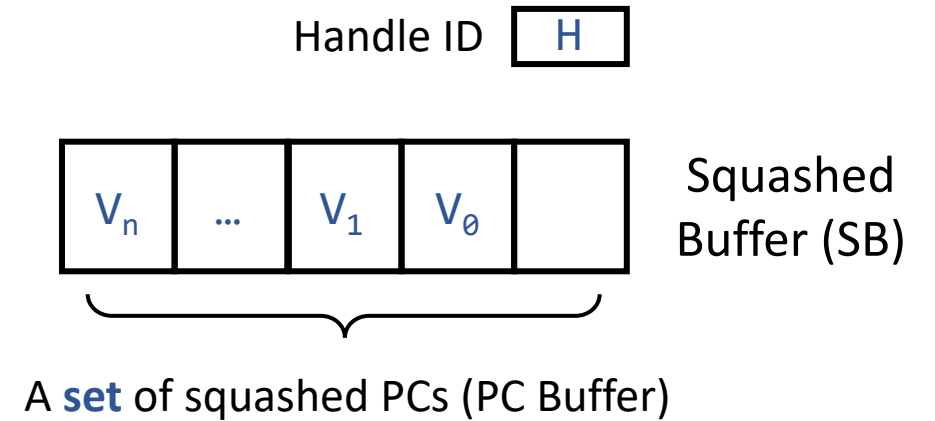 Handle ID H
Vₙ … V₁ V₀
Squashed
Buffer (SB)
A set of squashed PCs (PC Buffer)